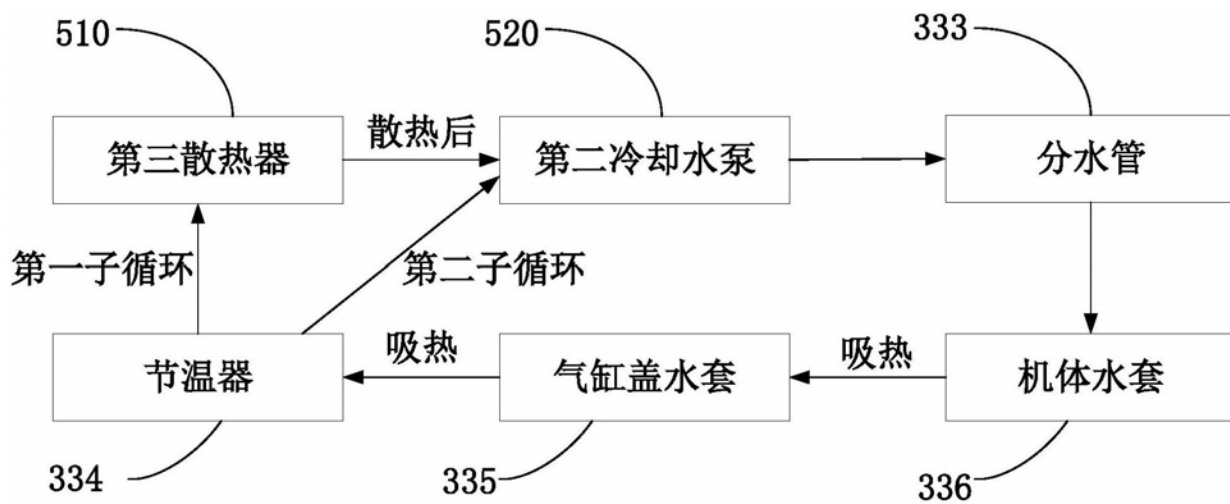 510
520
333
第三散热器
散热后
第二冷却水泵
分水管
第一子循环
第二子循环
节温器
吸热
气缸盖水套
吸热
机体水套
334
335
336